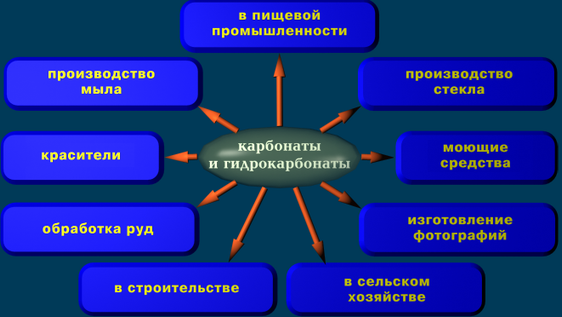 в пищевой
промышленности
производство
мыла
производство
стекла
карбонаты
и гидрокарбонаты
красители
моющие
средства
обработка руд
изготовление
фотографий
в строительстве
в сельском
хозяйстве